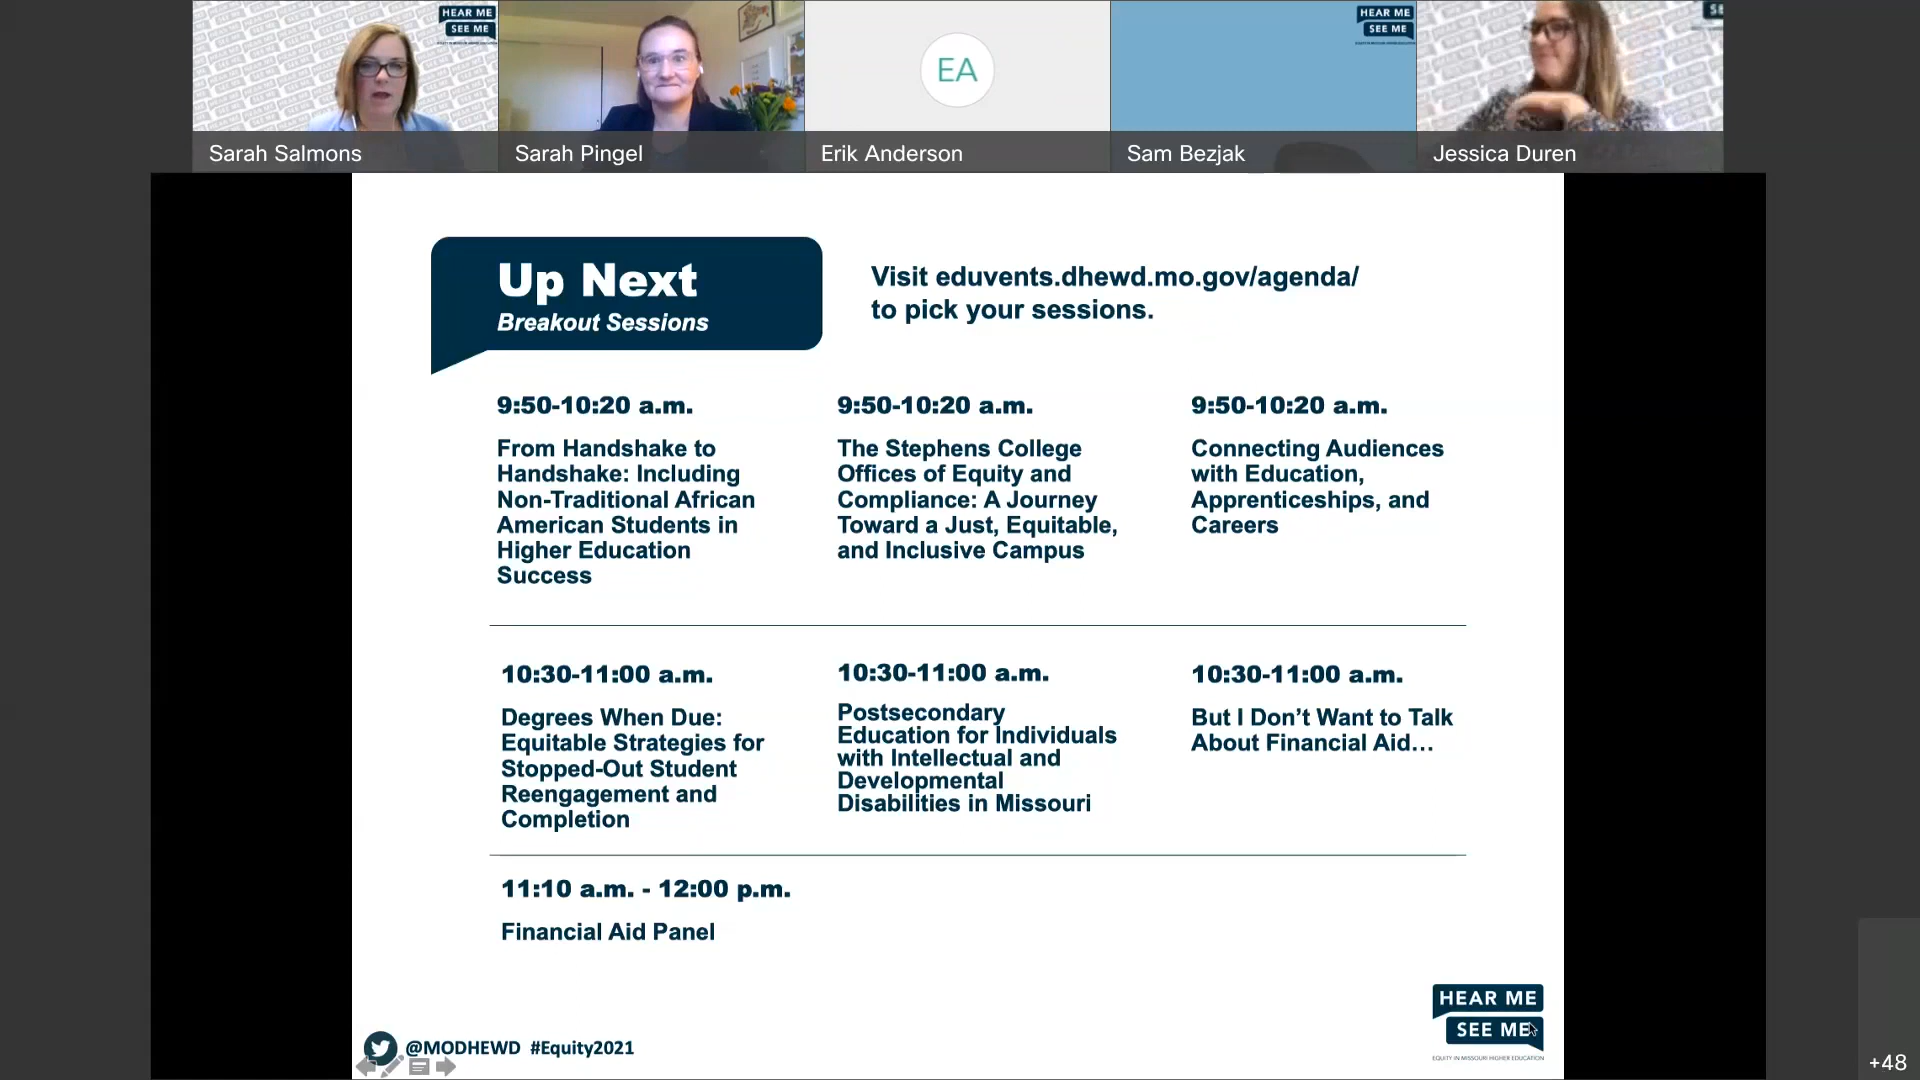 HEAR ME
SEE ME
HEAR ME
SEE ME
EA
Sarah Salmons
Sarah Pingel
Erik Anderson
Sam Bezjak
Jessica Duren
Up Next
Breakout Sessions
Visit eduvents.dhewd.mo.gov/agenda/
to pick your sessions.
9:50-10:20 a.m.
From Handshake to
Handshake: Including
Non-Traditional African
American Students in
Higher Education
Success
9:50-10:20 a.m.
The Stephens College
Offices of Equity and
Compliance: A Journey
Toward a Just, Equitable,
and Inclusive Campus
9:50-10:20 a.m.
Connecting Audiences
with Education,
Apprenticeships, and
Careers
10:30-11:00 a.m.
Degrees When Due:
Equitable Strategies for
Stopped-Out Student
Reengagement and
Completion
10:30-11:00 a.m.
Postsecondary
Education for Individuals
with Intellectual and
Developmental
Disabilities in Missouri
10:30-11:00 a.m.
But I Don’t Want to Talk
About Financial Aid…
11:10 a.m. - 12:00 p.m.
Financial Aid Panel
HEAR ME
SEE ME
EQUITY IN MISSOURI HIGHER EDUCATION
@MODHEWD #Equity2021
+48